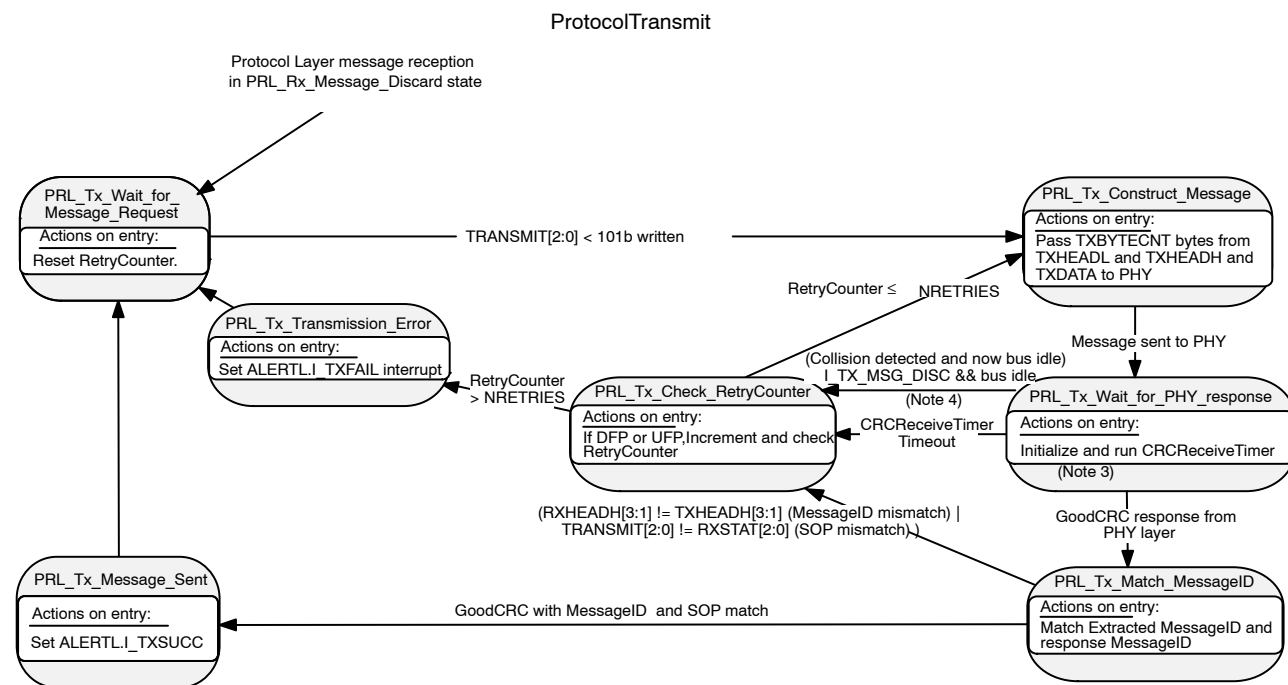 ProtocolTransmit
Protocol Layer message reception
in PRL_Rx_Message_Discard state
PRL_Tx_Wait_for_
Message_Request
Actions on entry:
Reset RetryCounter.
TRANSMIT[2:0] < 101b written
PRL_Tx_Construct_Message
Actions on entry:
Pass TXBYTECNT bytes from
TXHEADL and TXHEADH and
TXDATA to PHY
RetryCounter ≤ NRETRIES
PRL_Tx_Transmission_Error
Actions on entry:
Set ALERTL.I_TXFAIL interrupt
Message sent to PHY
(Collision detected and now bus idle)
I_TX_MSG_DISC && bus idle
(Note 4)
RetryCounter
> NRETRIES
PRL_Tx_Check_RetryCounter
Actions on entry:
If DFP or UFP,Increment and check
RetryCounter
CRCReceiveTimer
Timeout
PRL_Tx_Wait_for_PHY_response
Actions on entry:
Initialize and run CRCReceiveTimer
(Note 3)
(RXHEADH[3:1] != TXHEADH[3:1] (MessageID mismatch) |
TRANSMIT[2:0] != RXSTAT[2:0] (SOP mismatch) )
GoodCRC response from
PHY layer
PRL_Tx_Message_Sent
Actions on entry:
Set ALERTL.I_TXSUCC
GoodCRC with MessageID and SOP match
PRL_Tx_Match_MessageID
Actions on entry:
Match Extracted MessageID and
response MessageID